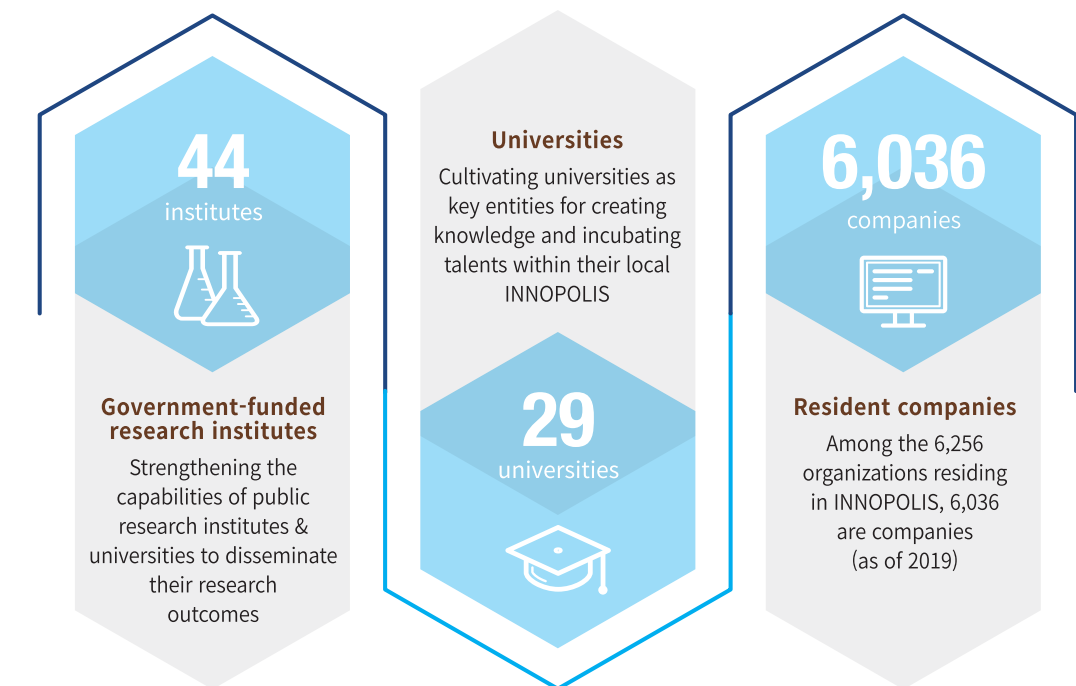 44
institutes
Government-funded
research institutes
Strengthening the
capabilities of public
research institutes &
universities to disseminate
their research
outcomes
Universities
Cultivating universities as
key entities for creating
knowledge and incubating
talents within their local
INNOPOLIS
29
universities
6,036
companies
Resident companies
Among the 6,256
organizations residing
in INNOPOLIS, 6,036
are companies
(as of 2019)